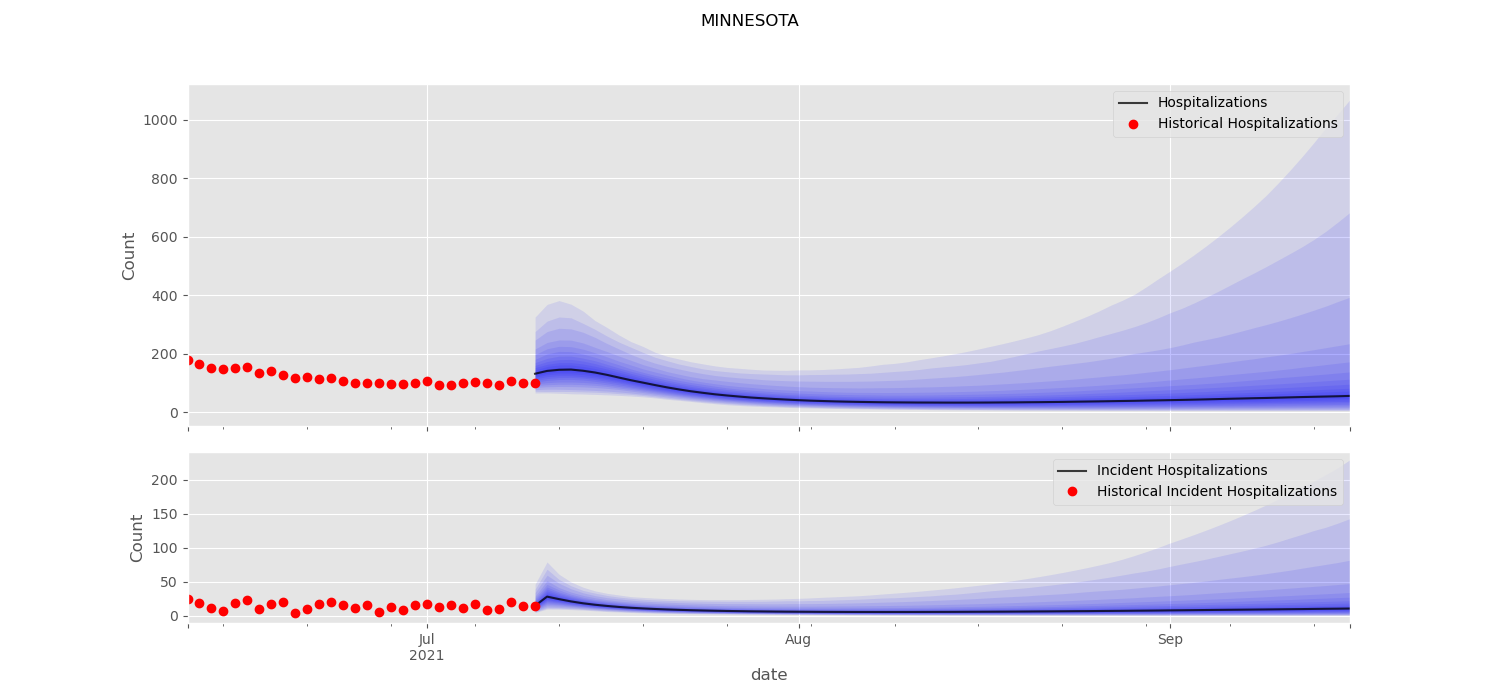 MINNESOTA
1000
800
600
400
200
0
Count
Hospitalizations
Historical Hospitalizations
200
150
100
50
0
Count
Incident Hospitalizations
Historical Incident Hospitalizations
Jul
2021
Aug
Sep
date